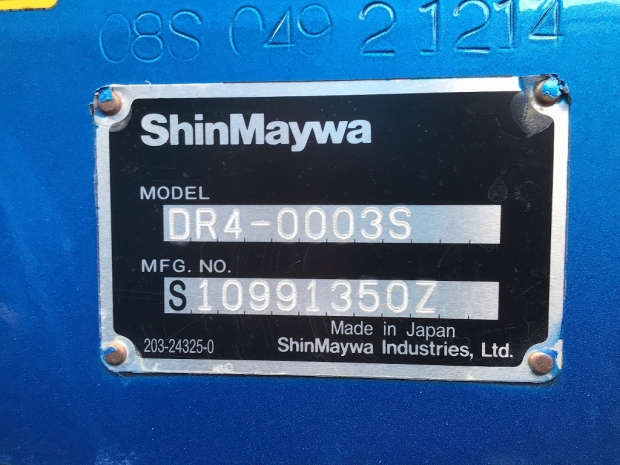 08S 049 2 1214
ShinMaywa
MODEL
DR4-0003S
MFG. NO.
S 10991350Z
Made in Japan
203-24325-0 ShinMaywa Industries, Ltd.